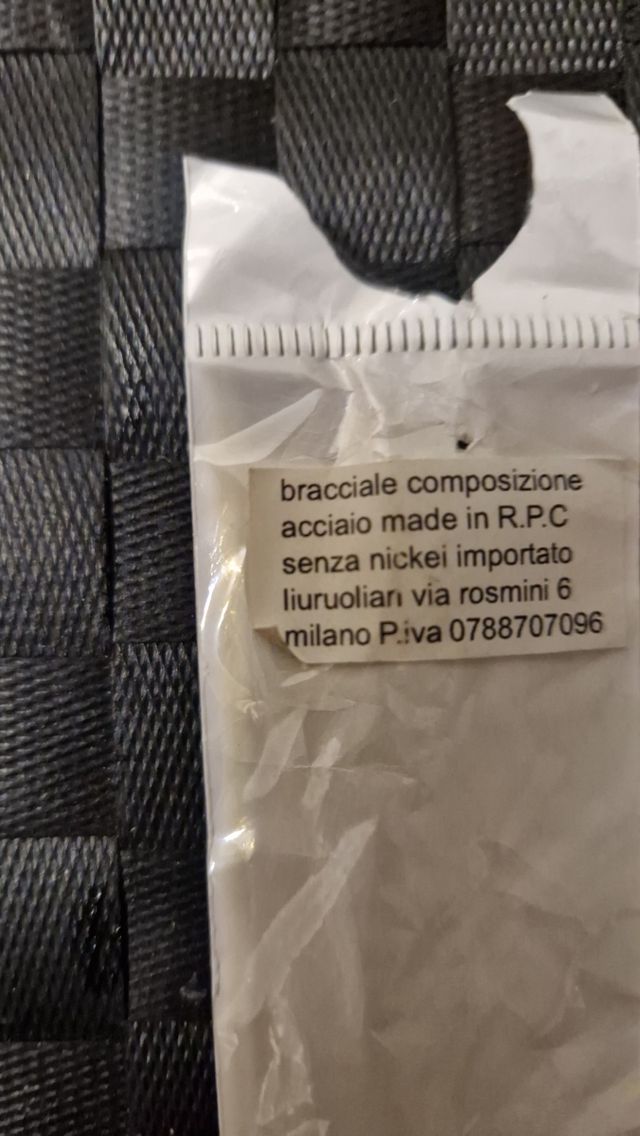 bracciale composizione
acciaio made in R.P.C
senza nickei importato
liuruolian via rosmini 6
milano P.iva 0788707096